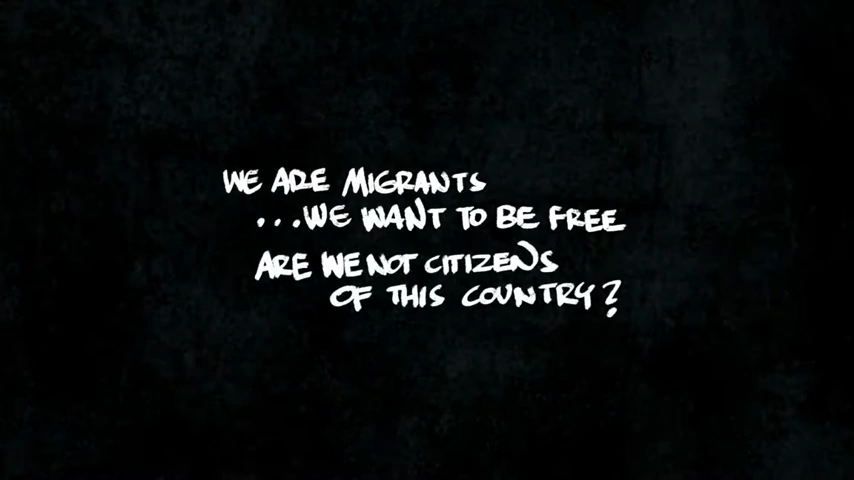 WE ARE MIGRANTS
...WE WANT TO BE FREE
ARE WE NOT CITIZENS
OF THIS COUNTRY?